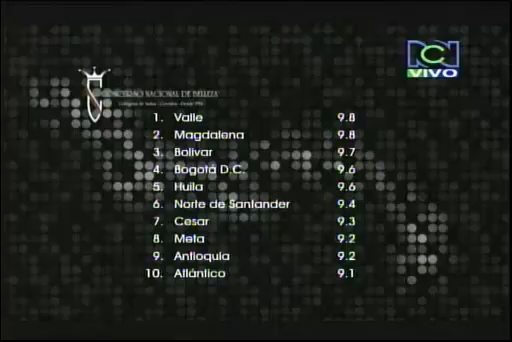 RCN
VIVO
CONCURSO NACIONAL DE BELLEZA
1. Valle 9.8
2. Magdalena 9.8
3. Bolívar 9.7
4. Bogotá D.C. 9.6
5. Huila 9.6
6. Norte de Santander 9.4
7. Cesar 9.3
8. Meta 9.2
9. Antioquia 9.2
10. Atlántico 9.1